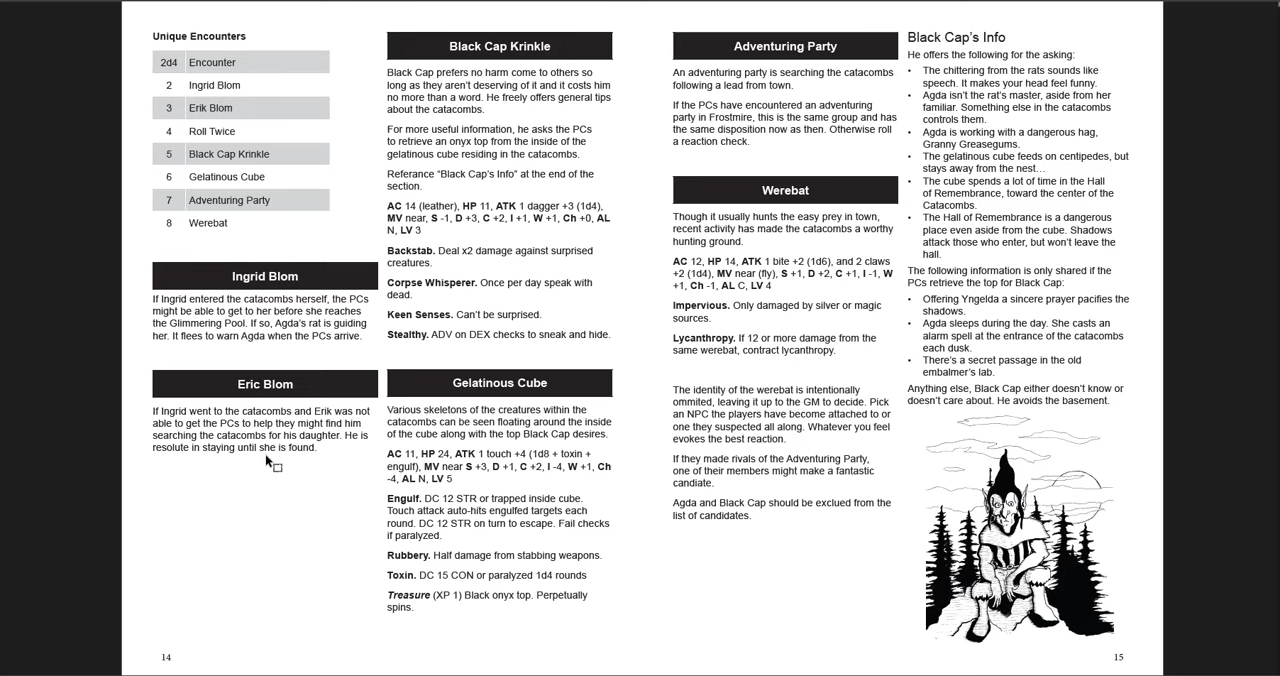 Unique Encounters
2d4 Encounter
2 Ingrid Blom
3 Erik Blom
4 Roll Twice
5 Black Cap Krinkle
6 Gelatinous Cube
7 Adventuring Party
8 Werebat
Ingrid Blom
If Ingrid entered the catacombs herself, the PCs
might be able to get to her before she reaches
the Glimmering Pool. If so, Agda's rat is guiding
her. It flees to warn Agda when the PCs arrive.
Eric Blom
If Ingrid went to the catacombs and Erik was not
able to get the PCs to help they might find him
searching the catacombs for his daughter. He is
resolute in staying until she is found.
14
Black Cap Krinkle
Black Cap prefers no harm come to others so
long as they aren't deserving of it and it costs him
no more than a word. He freely offers general tips
about the catacombs.
For more useful information, he asks the PCs
to retrieve an onyx top from the inside of the
gelatinous cube residing in the catacombs.
Referance "Black Cap's Info" at the end of the
section.
AC 14 (leather), HP 11, ATK 1 dagger +3 (1d4),
MV near, S -1, D +3, C +2, I +1, W +1, Ch +0, AL
N, LV 3
Backstab. Deal x2 damage against surprised
creatures.
Corpse Whisperer. Once per day speak with
dead.
Keen Senses. Can't be surprised.
Stealthy. ADV on DEX checks to sneak and hide.
Gelatinous Cube
Various skeletons of the creatures within the
catacombs can be seen floating around the inside
of the cube along with the top Black Cap desires.
AC 11, HP 24, ATK 1 touch +4 (1d8 + toxin +
engulf), MV near S +3, D +1, C +2, I -4, W +1, Ch
-4, AL N, LV 5
Engulf. DC 12 STR or trapped inside cube.
Touch attack auto-hits engulfed targets each
round. DC 12 STR on turn to escape. Fail checks
if paralyzed.
Rubbery. Half damage from stabbing weapons.
Toxin. DC 15 CON or paralyzed 1d4 rounds
Treasure (XP 1) Black onyx top. Perpetually
spins.
Adventuring Party
An adventuring party is searching the catacombs
following a lead from town.
If the PCs have encountered an adventuring
party in Frostmire, this is the same group and has
the same disposition now as then. Otherwise roll
a reaction check.
Werebat
Though it usually hunts the easy prey in town,
recent activity has made the catacombs a worthy
hunting ground.
AC 12, HP 14, ATK 1 bite +2 (1d6), and 2 claws
+2 (1d4), MV near (fly), S +1, D +2, C +1, I -1, W
+1, Ch -1, AL C, LV 4
Impervious. Only damaged by silver or magic
sources.
Lycanthropy. If 12 or more damage from the
same werebat, contract lycanthropy.
The identity of the werebat is intentionally
ommited, leaving it up to the GM to decide. Pick
an NPC the players have become attached to or
one they suspected all along. Whatever you feel
evokes the best reaction.
If they made rivals of the Adventuring Party,
one of their members might make a fantastic
candiate.
Agda and Black Cap should be exclued from the
list of candidates.
Black Cap's Info
He offers the following for the asking:
• The chittering from the rats sounds like
speech. It makes your head feel funny.
• Agda isn't the rat's master, aside from her
familiar. Something else in the catacombs
controls them.
• Agda is working with a dangerous hag,
Granny Greasegums.
• The gelatinous cube feeds on centipedes, but
stays away from the nest…
• The cube spends a lot of time in the Hall
of Remembrance, toward the center of the
Catacombs.
• The Hall of Remembrance is a dangerous
place even aside from the cube. Shadows
attack those who enter, but won't leave the
hall.
The following information is only shared if the
PCs retrieve the top for Black Cap:
• Offering Yngelda a sincere prayer pacifies the
shadows.
• Agda sleeps during the day. She casts an
alarm spell at the entrance of the catacombs
each dusk.
• There's a secret passage in the old
embalmer's lab.
Anything else, Black Cap either doesn't know or
doesn't care about. He avoids the basement.
15